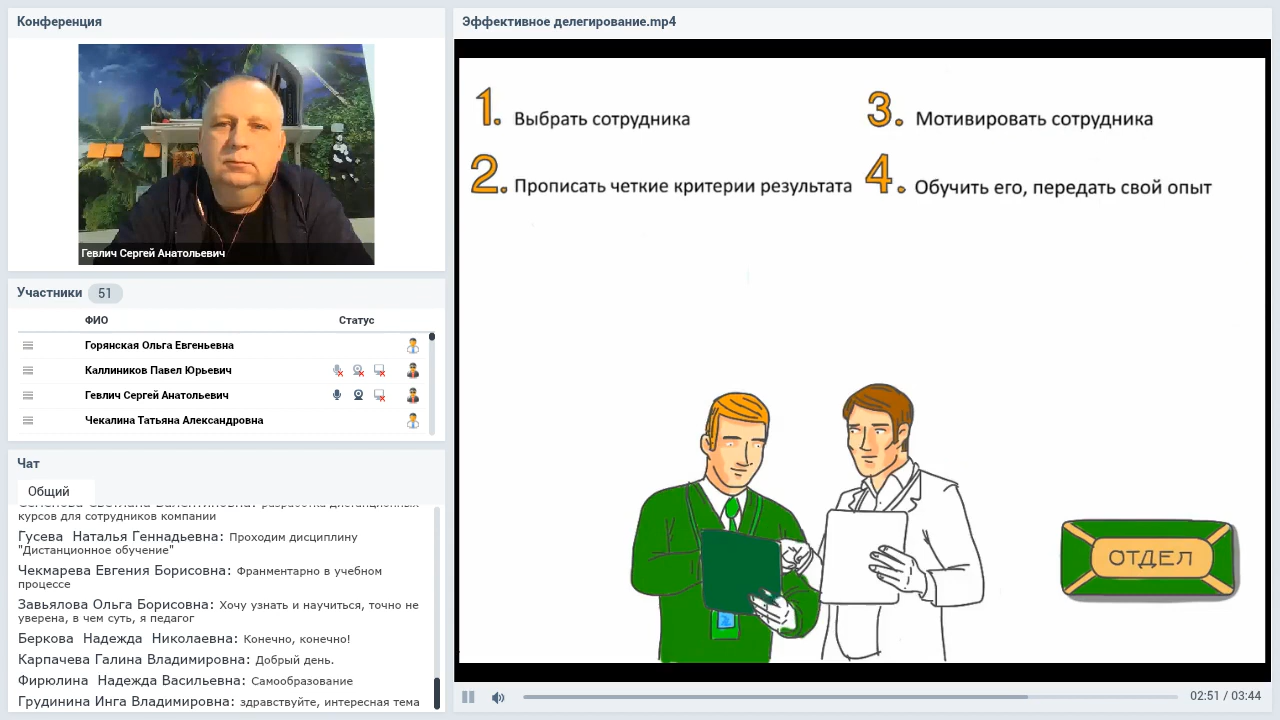 Конференция
Гевлич Сергей Анатольевич
Участники 51
ФИО Статус
Горянская Ольга Евгеньевна
Каллиников Павел Юрьевич
Гевлич Сергей Анатольевич
Чекалина Татьяна Александровна
Чат
Общий
курсов для сотрудников компании
Гусева Наталья Геннадьевна: Проходим дисциплину
"Дистанционное обучение"
Чекмарева Евгения Борисовна: Франментарно в учебном
процессе
Завьялова Ольга Борисовна: Хочу узнать и научиться, точно не
уверена, в чем суть, я педагог
Беркова Надежда Николаевна: Конечно, конечно!
Карпачева Галина Владимировна: Добрый день.
Фирюлина Надежда Васильевна: Самообразование
Грудинина Инга Владимировна: здравствуйте, интересная тема
Эффективное делегирование.mp4
1. Выбрать сотрудника
2. Прописать четкие критерии результата
3. Мотивировать сотрудника
4. Обучить его, передать свой опыт
ОТДЕЛ
02:51 / 03:44